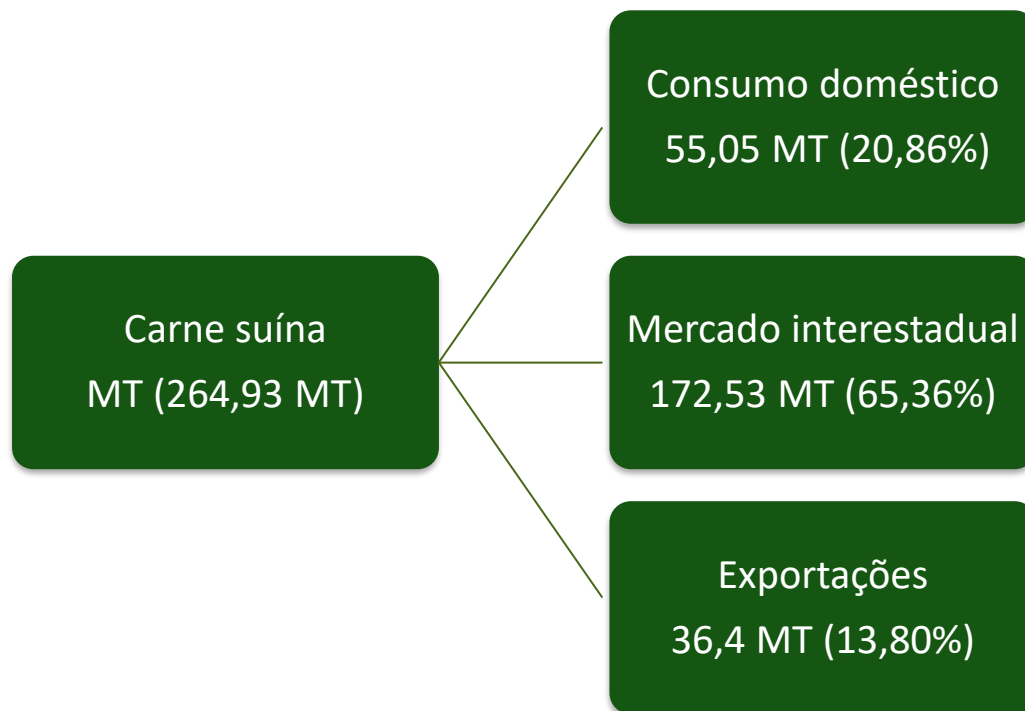 Carne suína
MT (264,93 MT)
Consumo doméstico
55,05 MT (20,86%)
Mercado interestadual
172,53 MT (65,36%)
Exportações
36,4 MT (13,80%)